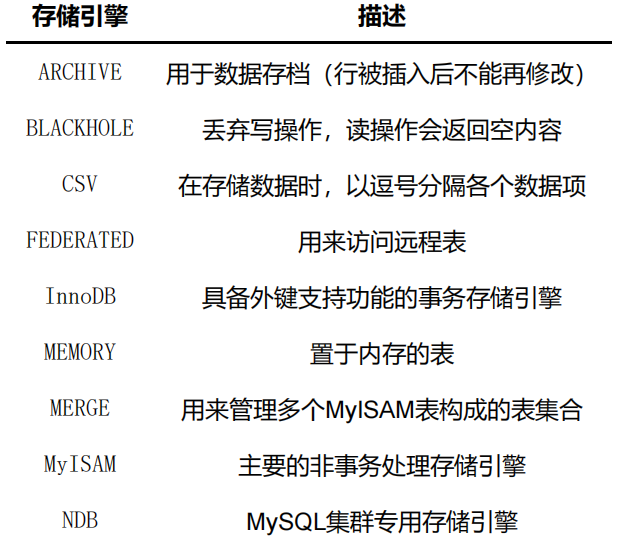 存储引擎 描述
ARCHIVE 用于数据存档（行被插入后不能再修改）
BLACKHOLE 丢弃写操作，读操作会返回空内容
CSV 在存储数据时，以逗号分隔各个数据项
FEDERATED 用来访问远程表
InnoDB 具备外键支持功能的事务存储引擎
MEMORY 置于内存的表
MERGE 用来管理多个MyISAM表构成的表集合
MyISAM 主要的非事务处理存储引擎
NDB MySQL集群专用存储引擎